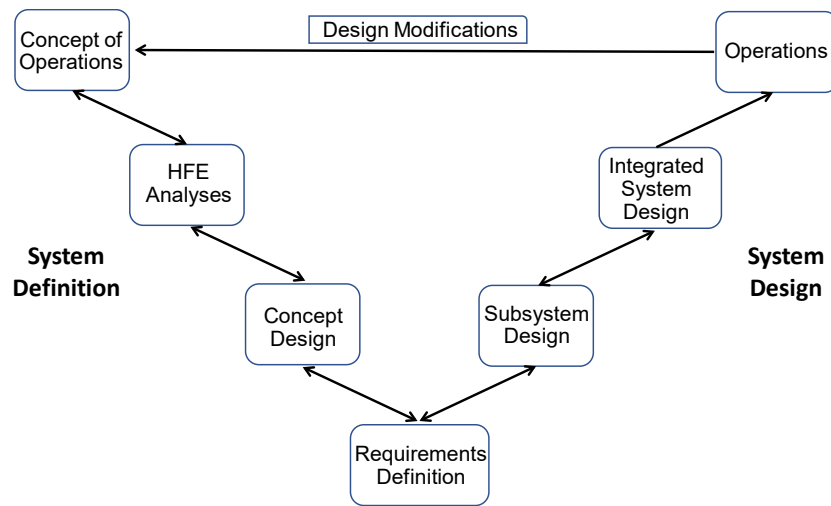 Concept of
Operations
Design Modifications
Operations
HFE
Analyses
Integrated
System
Design
System
Definition
System
Design
Concept
Design
Subsystem
Design
Requirements
Definition